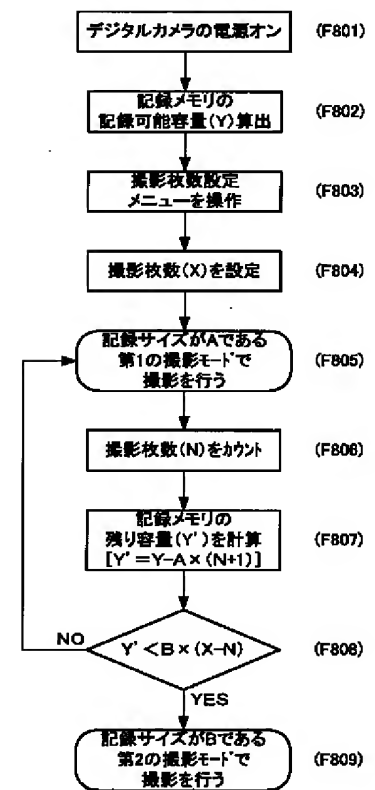 デジタルカメラの電源オン (F801)
記録メモリの
記録可能容量(Y)算出 (F802)
撮影枚数設定
メニューを操作 (F803)
撮影枚数(X)を設定 (F804)
記録サイズがAである
第1の撮影モードで
撮影を行う (F805)
撮影枚数(N)をカウント (F806)
記録メモリの
残り容量(Y')を計算
[Y'=Y-A×(N+1)] (F807)
NO
Y'<B×(X-N) (F808)
YES
記録サイズがBである
第2の撮影モードで
撮影を行う (F809)